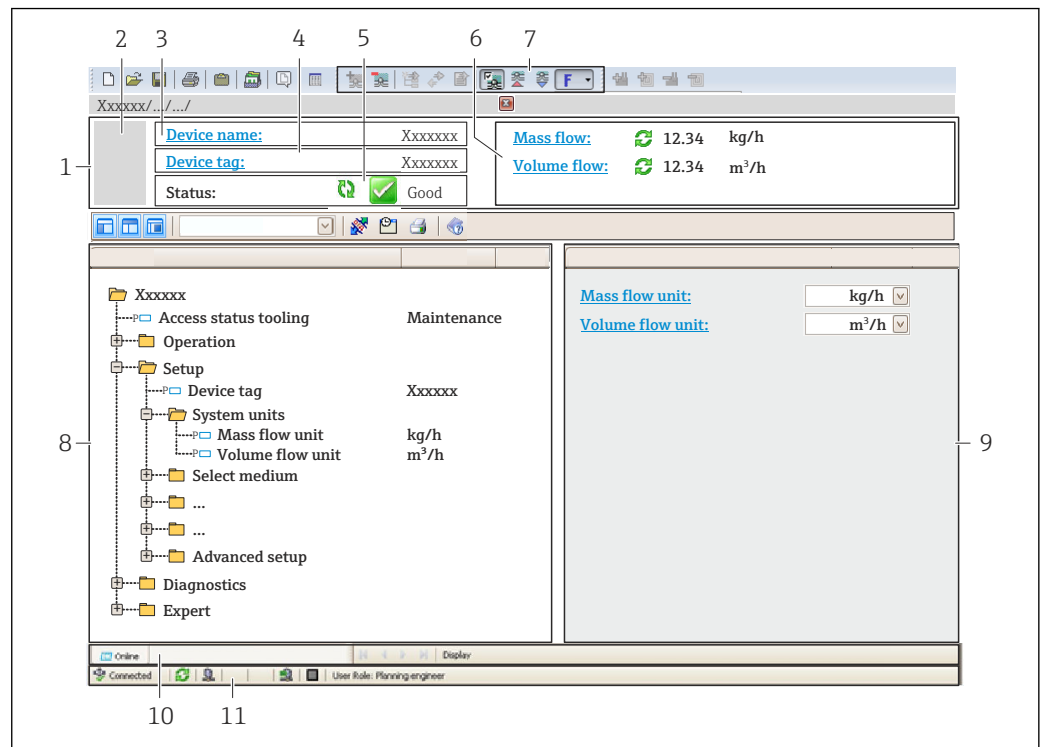 2 3 4 5 6 7
F
Xxxxxx/.../.../
1
Device name: Xxxxxxx
Device tag: Xxxxxxx
Status: Good
Mass flow: 12.34 kg/h
Volume flow: 12.34 m³/h
Xxxxxx
P Access status tooling Maintenance
Operation
Setup
P Device tag Xxxxxx
System units
P Mass flow unit kg/h
P Volume flow unit m³/h
Select medium
...
...
Advanced setup
Diagnostics
Expert
Mass flow unit: kg/h
Volume flow unit: m³/h
8
9
Online Display
Connected User Role: Planning engineer
10 11